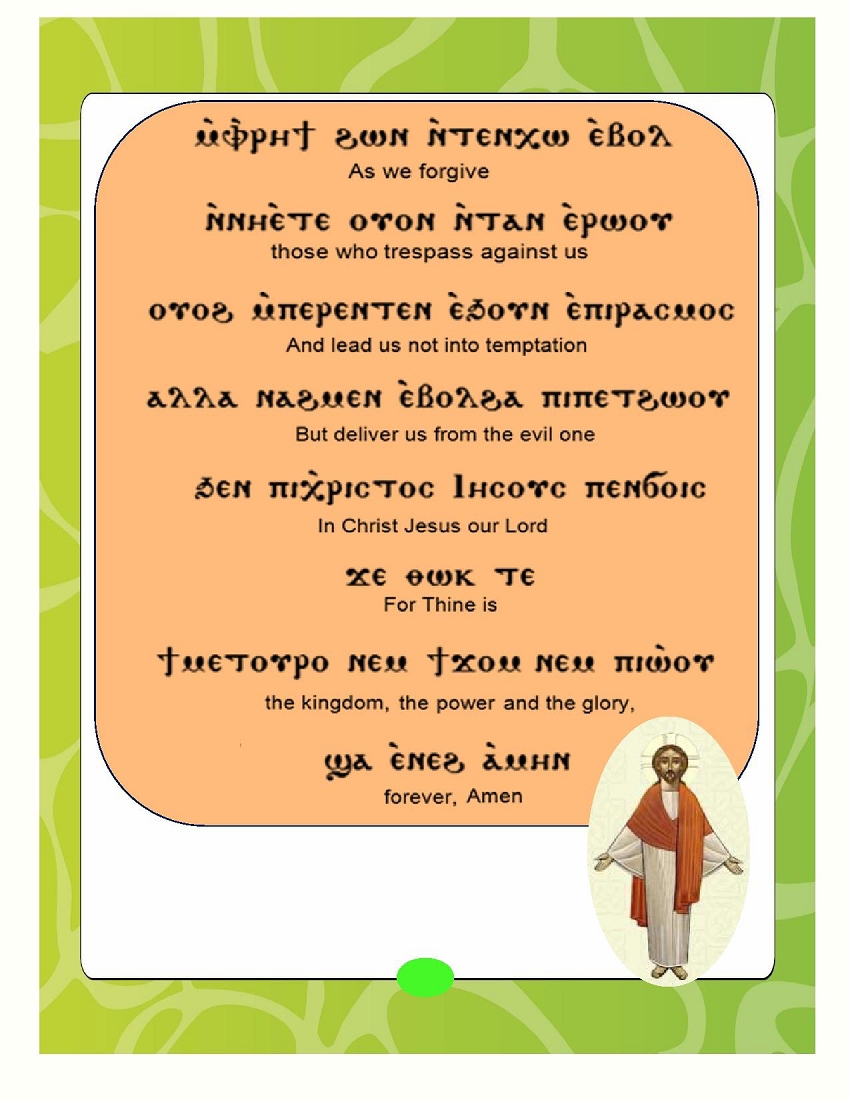 ⲙ̀ⲫ̀ⲣⲏϯ ϩⲱⲛ ⲛ̀ⲧⲉⲛⲭⲱ ⲉ̀ⲃⲟⲗ
As we forgive
ⲛ̀ⲛⲏⲉ̀ⲧⲉ ⲟⲩⲟⲛ ⲛ̀ⲧⲁⲛ ⲉ̀ⲣⲱⲟⲩ
those who trespass against us
ⲟⲩⲟϩ ⲙ̀ⲡⲉⲣⲉⲛⲧⲉⲛ ⲉ̀ϧⲟⲩⲛ ⲉ̀ⲡⲓⲣⲁⲥⲙⲟⲥ
And lead us not into temptation
ⲁⲗⲗⲁ ⲛⲁϩⲙⲉⲛ ⲉ̀ⲃⲟⲗϩⲁ ⲡⲓⲡⲉⲧϩⲱⲟⲩ
But deliver us from the evil one
ϧⲉⲛ ⲡⲓⲭ̀ⲣⲓⲥⲧⲟⲥ Ⲓⲏⲥⲟⲩⲥ ⲡⲉⲛϭⲟⲓⲥ
In Christ Jesus our Lord
ϫⲉ ⲑⲱⲕ ⲧⲉ
For Thine is
ϯⲙⲉⲧⲟⲩⲣⲟ ⲛⲉⲙ ϯϫⲟⲙ ⲛⲉⲙ ⲡⲓⲱ̀ⲟⲩ
the kingdom, the power and the glory,
ϣⲁ ⲉ̀ⲛⲉϩ ⲁ̀ⲙⲏⲛ
forever, Amen